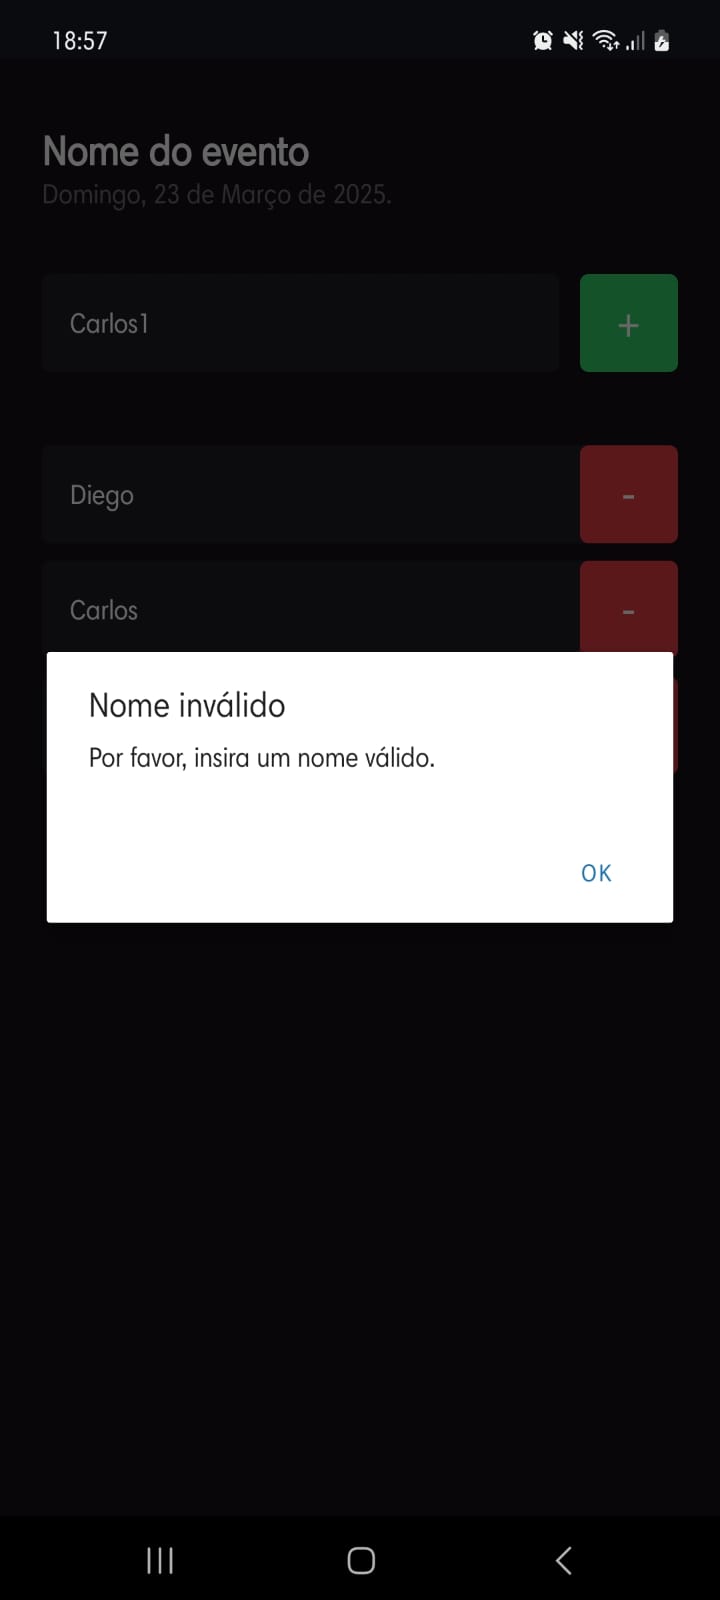 18:57
Nome do evento
Domingo, 23 de Março de 2025.
Carlos1
+
Diego
-
Carlos
-
Nome inválido
Por favor, insira um nome válido.
OK